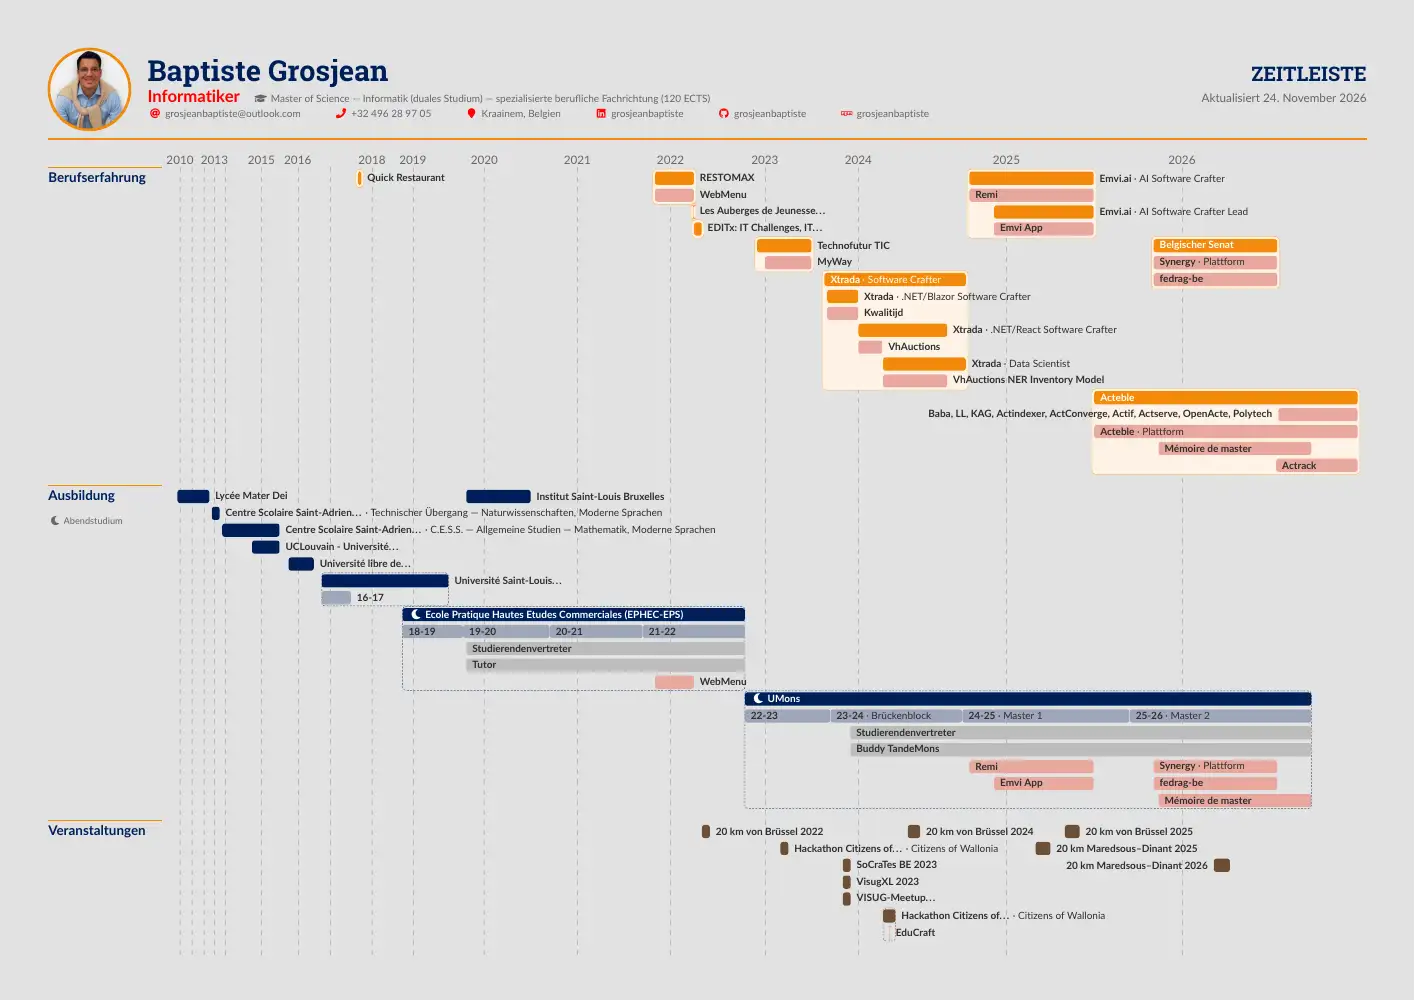 Baptiste Grosjean
ZEITLEISTE
Informatiker Master of Science — Informatik (duales Studium) — spezialisierte berufliche Fachrichtung (120 ECTS)
Aktualisiert 24. November 2026
grosjeanbaptiste@outlook.com +32 496 28 97 05 Kraainem, Belgien grosjeanbaptiste grosjeanbaptiste grosjeanbaptiste
2010 2013 2015 2016 2018 2019 2020 2021 2022 2023 2024 2025 2026
Berufserfahrung
Quick Restaurant
RESTOMAX
Emvi.ai · AI Software Crafter
WebMenu
Remi
Les Auberges de Jeunesse…
Emvi.ai · AI Software Crafter Lead
EDITx: IT Challenges, IT…
Emvi App
Technofutur TIC
Belgischer Senat
MyWay
Synergy · Plattform
Xtrada · Software Crafter
fedrag-be
Xtrada · .NET/Blazor Software Crafter
Kwalitijd
Xtrada · .NET/React Software Crafter
VhAuctions
Xtrada · Data Scientist
VhAuctions NER Inventory Model
Acteble
Baba, LL, KAG, Actindexer, ActConverge, Actif, Actserve, OpenActe, Polytech
Acteble · Plattform
Mémoire de master
Actrack
Ausbildung
Lycée Mater Dei
Institut Saint-Louis Bruxelles
Centre Scolaire Saint-Adrien… · Technischer Übergang — Naturwissenschaften, Moderne Sprachen
Abendstudium
Centre Scolaire Saint-Adrien… · C.E.S.S. — Allgemeine Studien — Mathematik, Moderne Sprachen
UCLouvain - Université…
Université libre de…
Université Saint-Louis…
16-17
Ecole Pratique Hautes Etudes Commerciales (EPHEC-EPS)
18-19 19-20 20-21 21-22
Studierendenvertreter
Tutor
WebMenu
UMons
22-23 23-24 · Brückenblock 24-25 · Master 1 25-26 · Master 2
Studierendenvertreter
Buddy TandeMons
Remi
Synergy · Plattform
Emvi App
fedrag-be
Mémoire de master
Veranstaltungen
20 km von Brüssel 2022
20 km von Brüssel 2024
20 km von Brüssel 2025
Hackathon Citizens of… · Citizens of Wallonia
20 km Maredsous–Dinant 2025
SoCraTes BE 2023
20 km Maredsous–Dinant 2026
VisugXL 2023
VISUG-Meetup…
Hackathon Citizens of… · Citizens of Wallonia
EduCraft